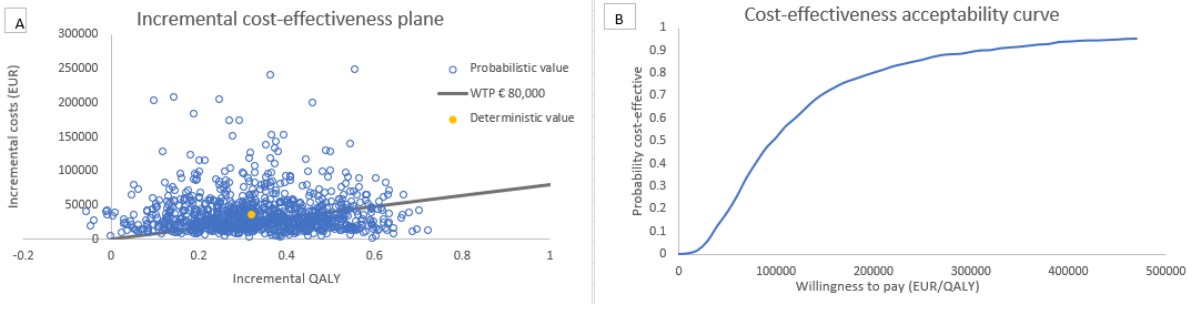 A
Incremental cost-effectiveness plane
300000
250000
200000
150000
100000
50000
0
-0.2
0
0.2
0.4
0.6
0.8
1
Incremental costs (EUR)
Incremental QALY
Probabilistic value
WTP € 80,000
Deterministic value
B
Cost-effectiveness acceptability curve
1
0.9
0.8
0.7
0.6
0.5
0.4
0.3
0.2
0.1
0
0
100000
200000
300000
400000
500000
Probability cost-effective
Willingness to pay (EUR/QALY)